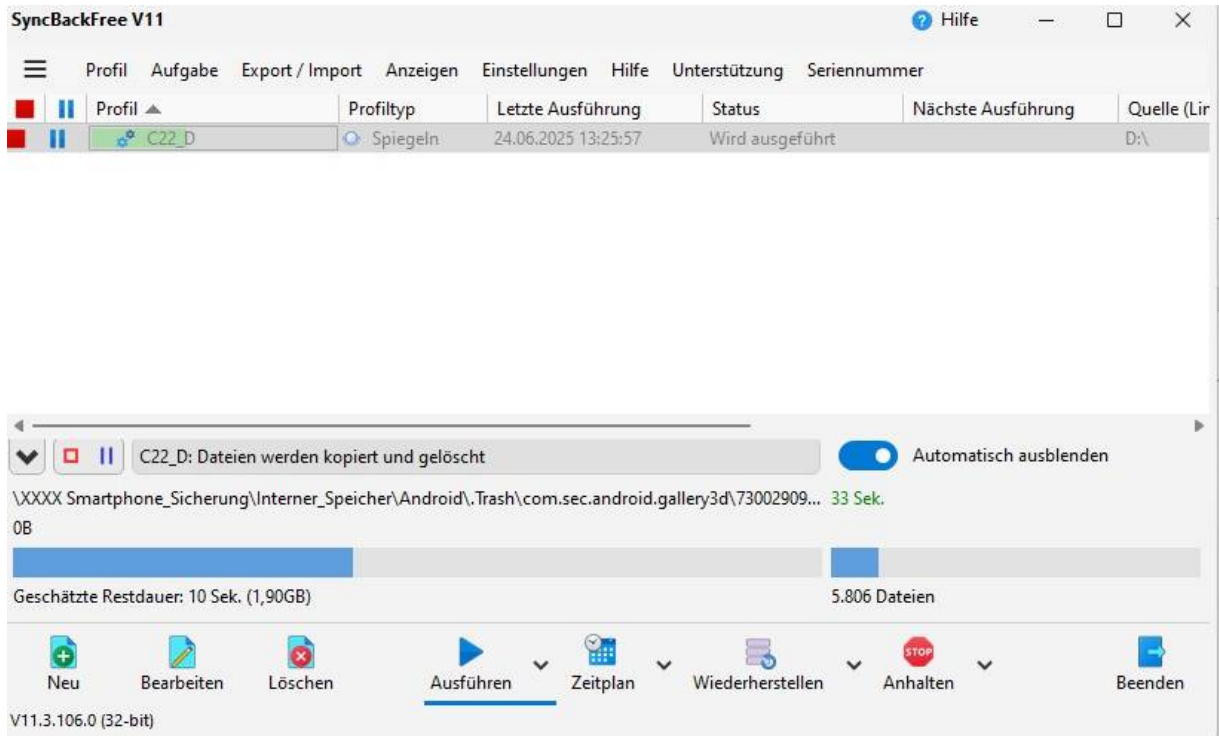 SyncBackFree V11 Hilfe
Profil Aufgabe Export / Import Anzeigen Einstellungen Hilfe Unterstützung Seriennummer
Profil Profiltyp Letzte Ausführung Status Nächste Ausführung Quelle (Lin
C22_D Spiegeln 24.06.2025 13:25:57 Wird ausgeführt D:\
C22_D: Dateien werden kopiert und gelöscht Automatisch ausblenden
\XXXX Smartphone_Sicherung\Interner_Speicher\Android\.Trash\com.sec.android.gallery3d\73002909... 33 Sek.
0B
Geschätzte Restdauer: 10 Sek. (1,90GB) 5.806 Dateien
STOP
Neu Bearbeiten Löschen Ausführen Zeitplan Wiederherstellen Anhalten Beenden
V11.3.106.0 (32-bit)